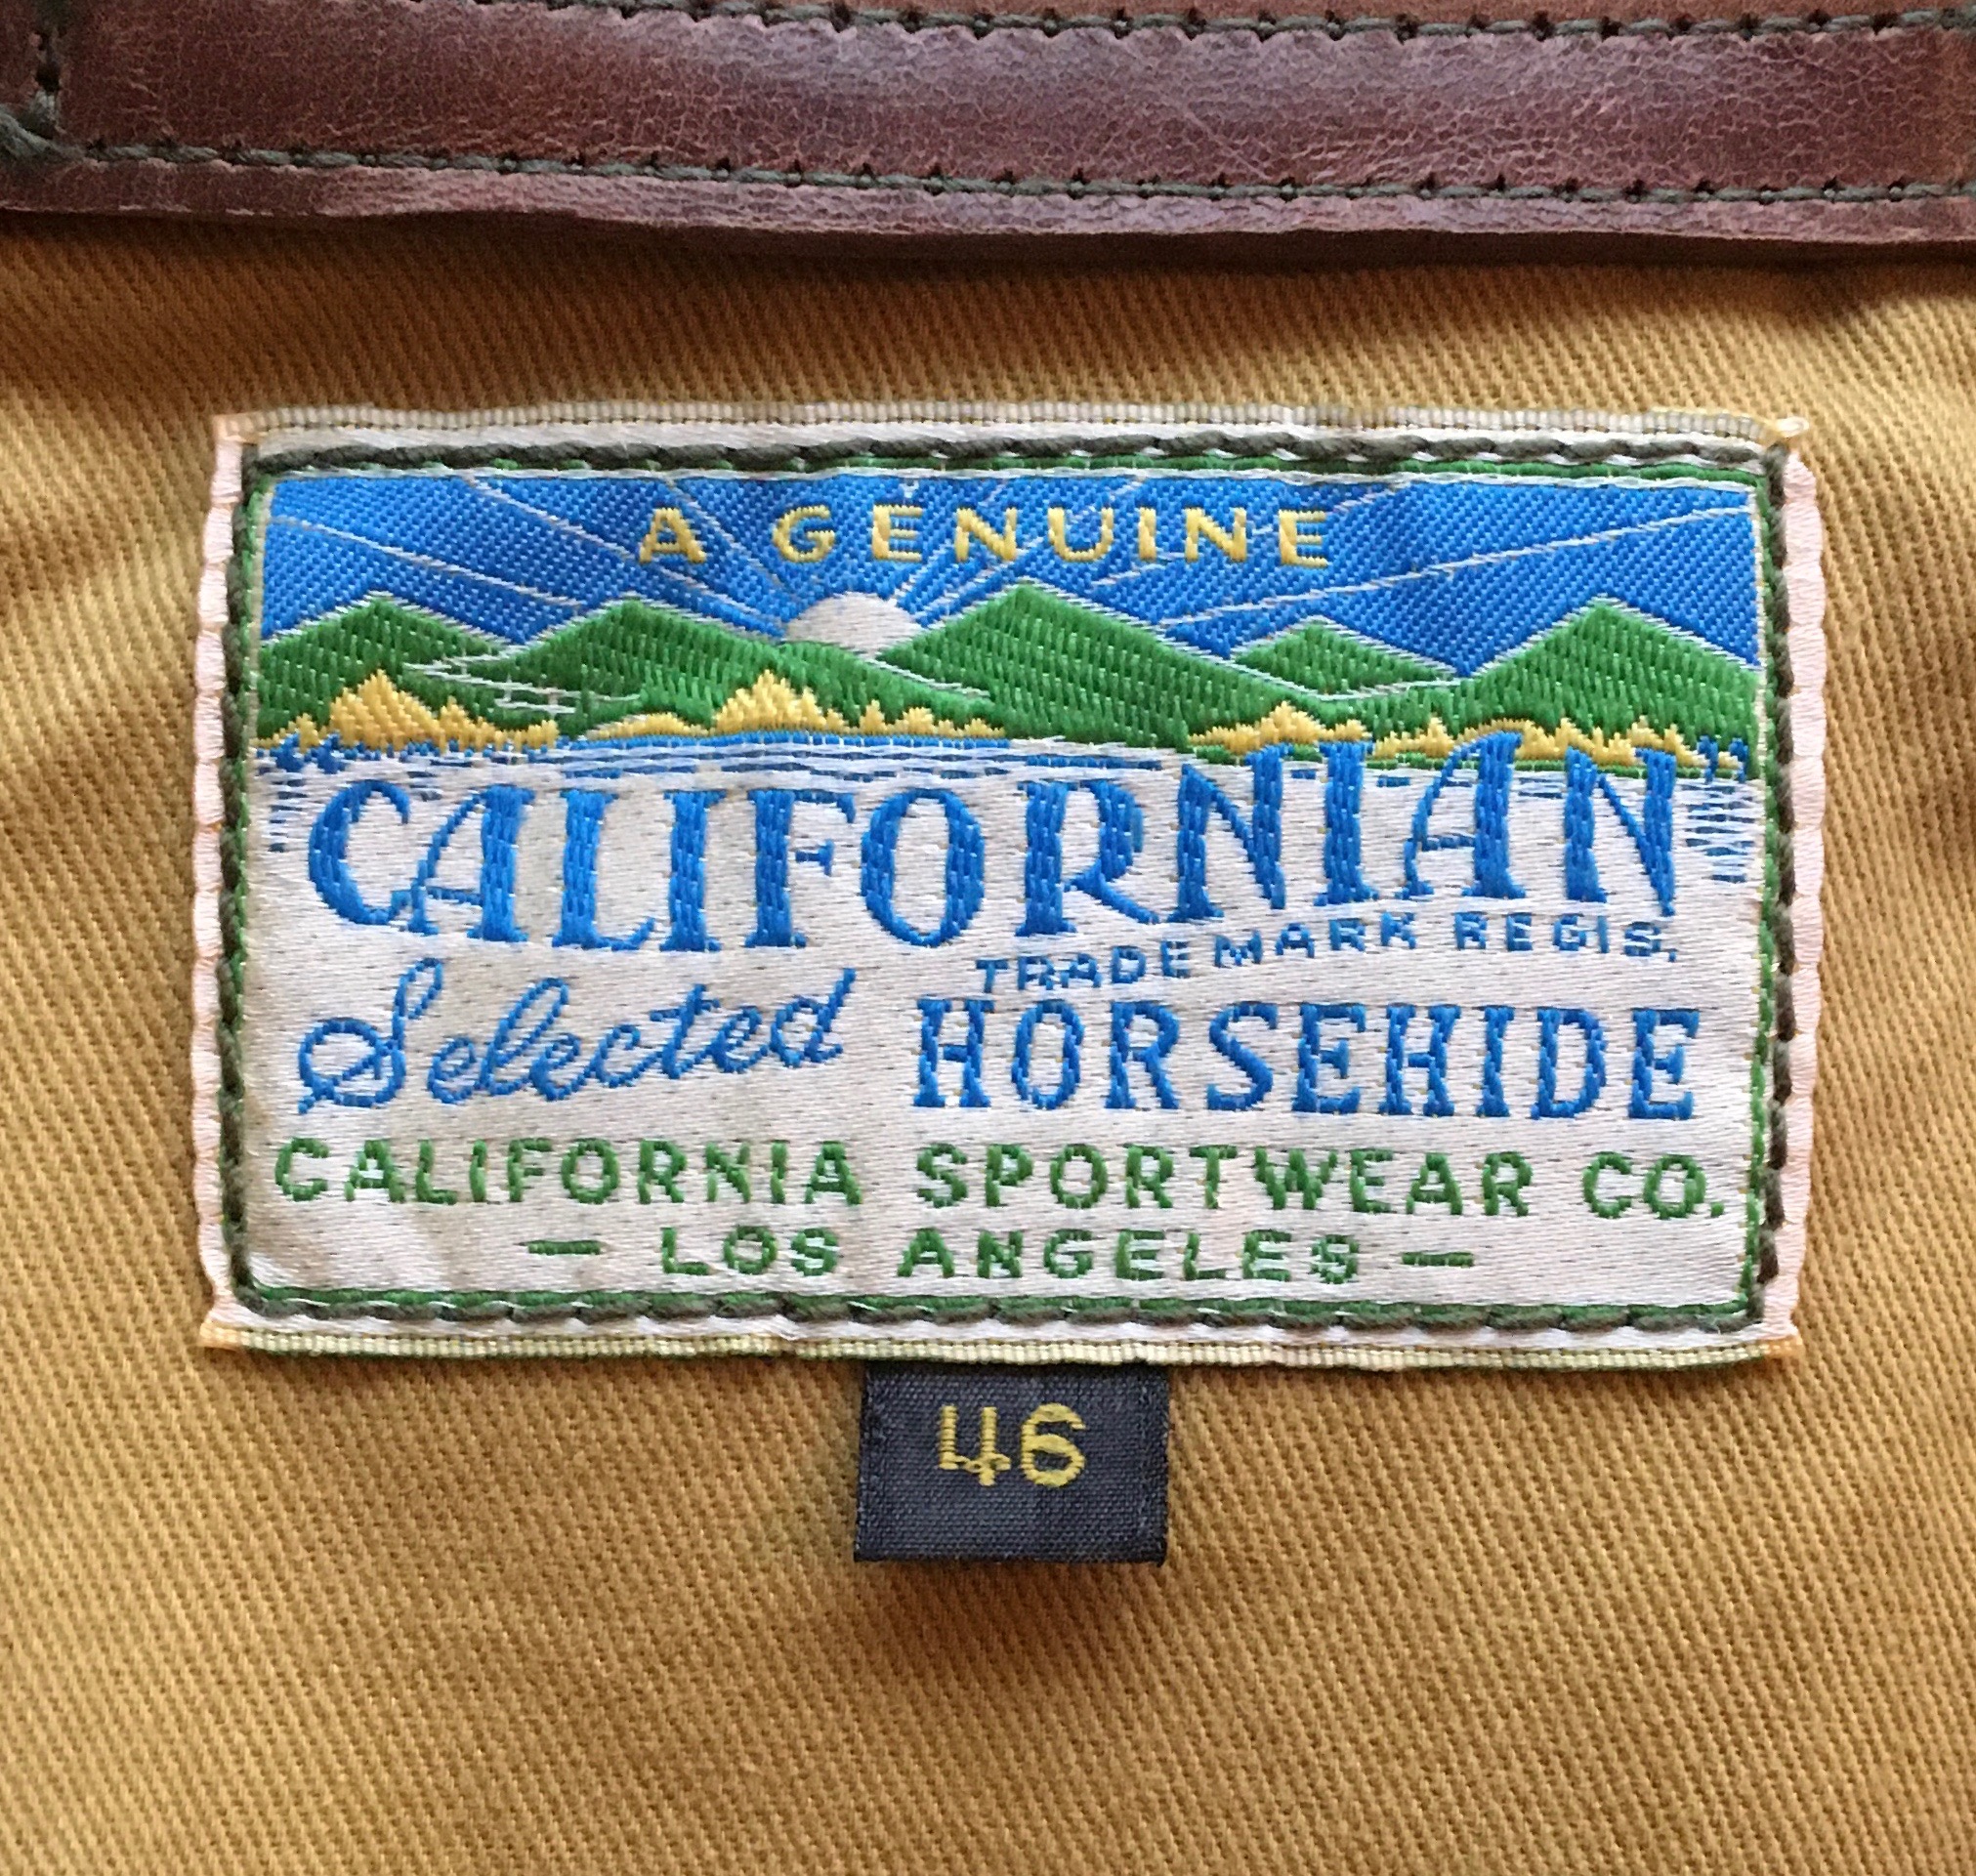 A GENUINE
CALIFORNIAN
TRADE MARK REGIS.
Selected HORSEHIDE
CALIFORNIA SPORTWEAR CO.
— LOS ANGELES —
46